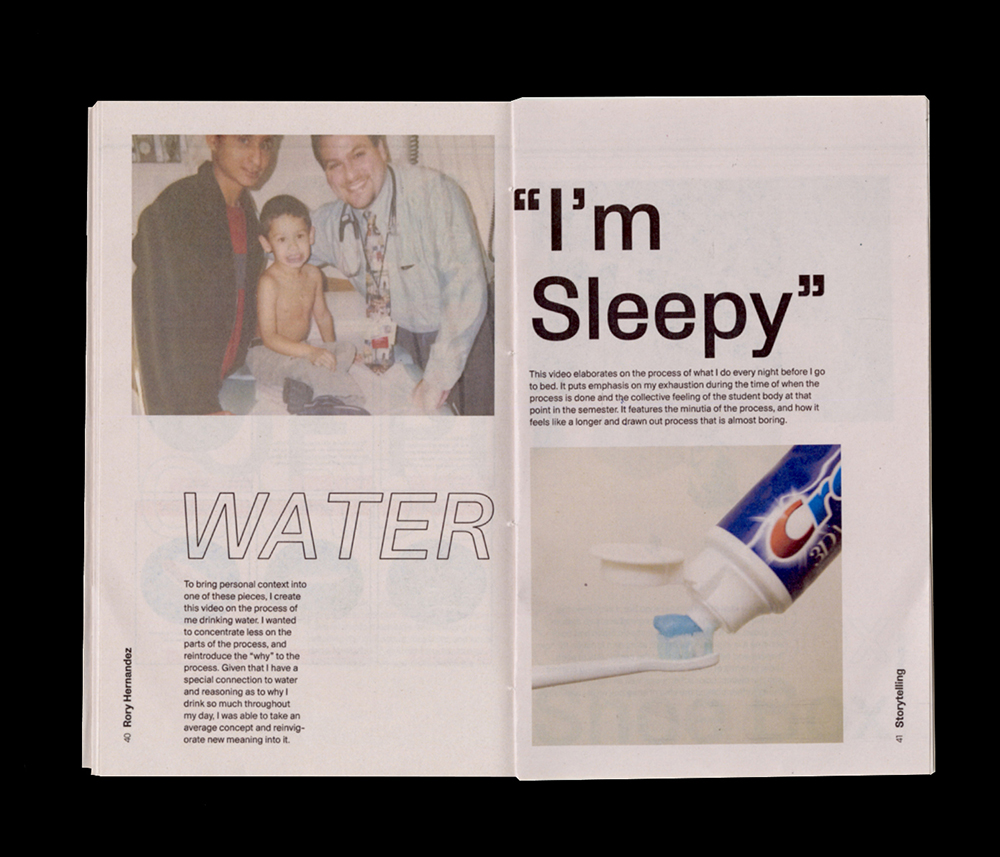 WATER
To bring personal context into
one of these pieces, I create
this video on the process of
me drinking water. I wanted
to concentrate less on the
parts of the process, and
reintroduce the “why” to the
process. Given that I have a
special connection to water
and reasoning as to why I
drink so much throughout
my day, I was able to take an
average concept and reinvig-
orate new meaning into it.
40 Rory Hernandez
“I’m
Sleepy”
This video elaborates on the process of what I do every night before I go
to bed. It puts emphasis on my exhaustion during the time of when the
process is done and the collective feeling of the student body at that
point in the semester. It features the minutia of the process, and how it
feels like a longer and drawn out process that is almost boring.
3D
41 Storytelling